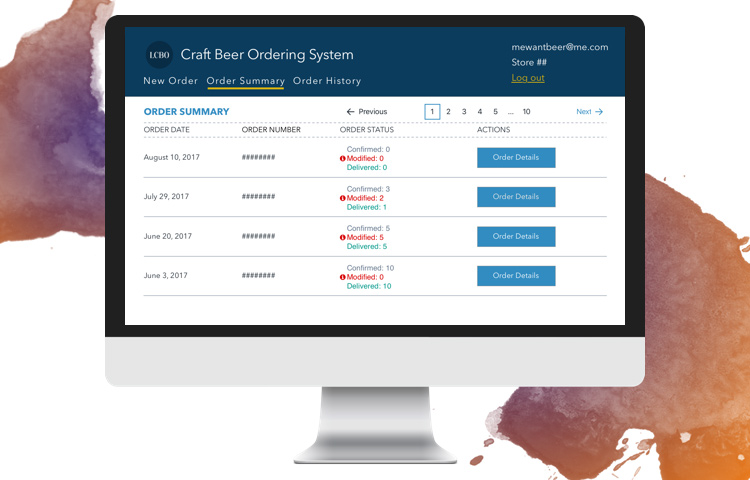 LCBO
Craft Beer Ordering System
mewantbeer@me.com
Store ##
Log out
New Order Order Summary Order History
ORDER SUMMARY
← Previous 1 2 3 4 5 ... 10 Next →
ORDER DATE ORDER NUMBER ORDER STATUS ACTIONS
August 10, 2017 ######## Confirmed: 0
Modified: 0
Delivered: 0
Order Details
July 29, 2017 ######## Confirmed: 3
Modified: 2
Delivered: 1
Order Details
June 20, 2017 ######## Confirmed: 5
Modified: 5
Delivered: 5
Order Details
June 3, 2017 ######## Confirmed: 10
Modified: 0
Delivered: 10
Order Details